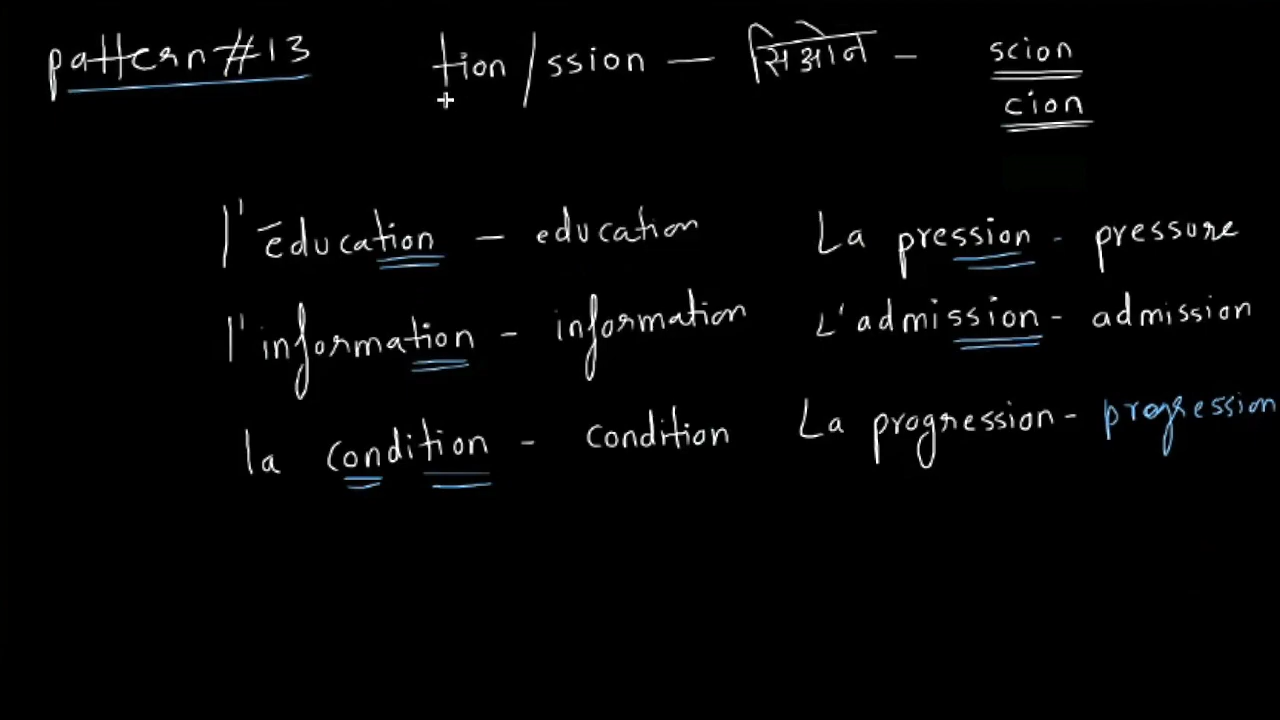 pattern #13 tion/ssion — सिओन – scion
cion
l'éducation — education La pression - pressure
l'information - information L'admission - admission
la condition - condition La progression - progression